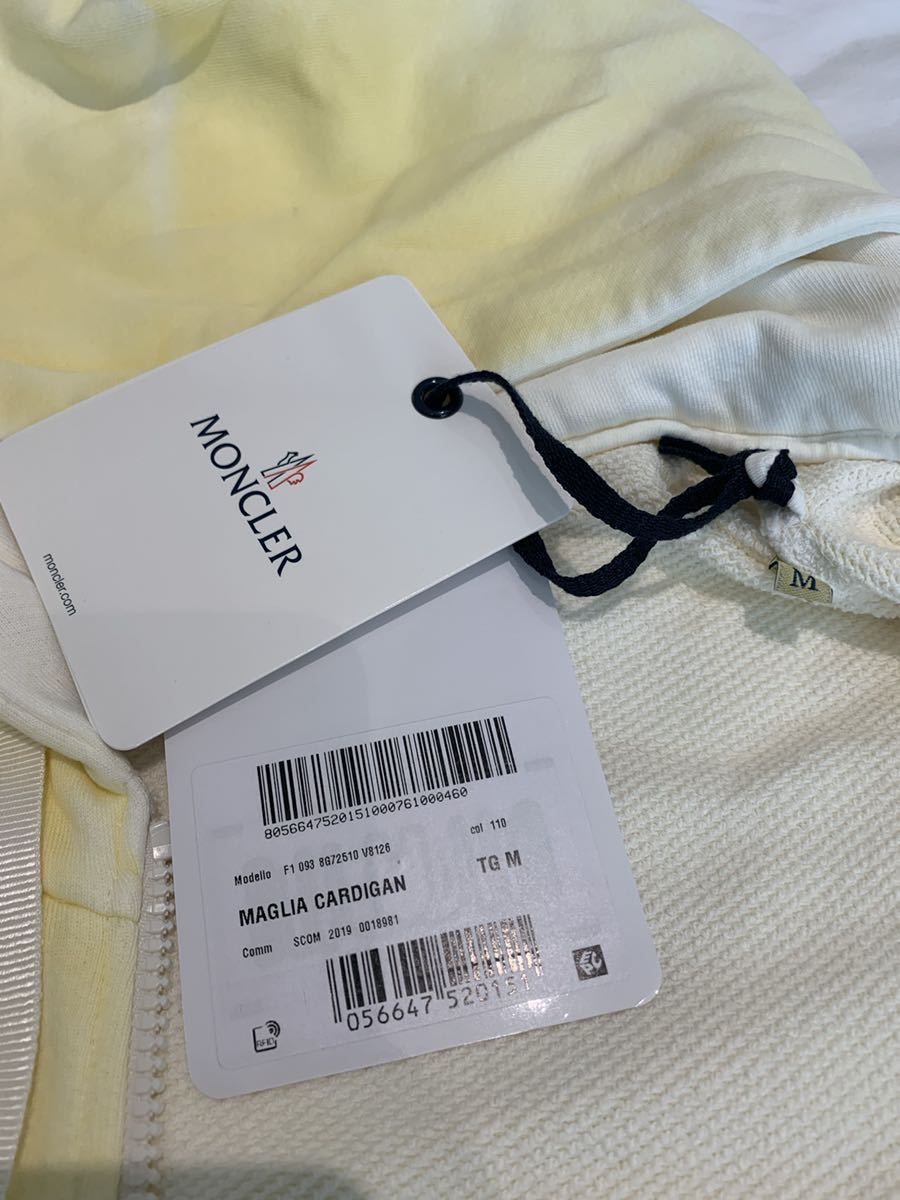 MONCLER
moncler.com
M
8056647520151000761000460
Modello F1 093 8G72510 V8126 col 110
MAGLIA CARDIGAN TG M
Comm SCOM 2019 0018981
056647 520151
RFID